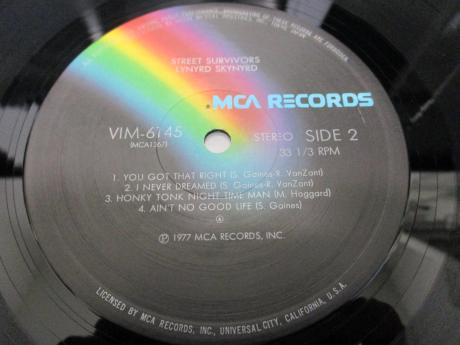 STREET SURVIVORS
LYNYRD SKYNYRD
MCA RECORDS
VIM-6145
STEREO SIDE 2
33 1/3 RPM
1. YOU GOT THAT RIGHT (S. Gaines-R. VanZant)
2. I NEVER DREAMED (S. Gaines-R. VanZant)
3. HONKY TONK NIGHT TIME MAN (M. Haggard)
4. AIN'T NO GOOD LIFE (S. Gaines)
Ⓐ
Ⓟ © 1977 MCA RECORDS, INC.
LICENSED BY MCA RECORDS, INC., UNIVERSAL CITY, CALIFORNIA, U.S.A.